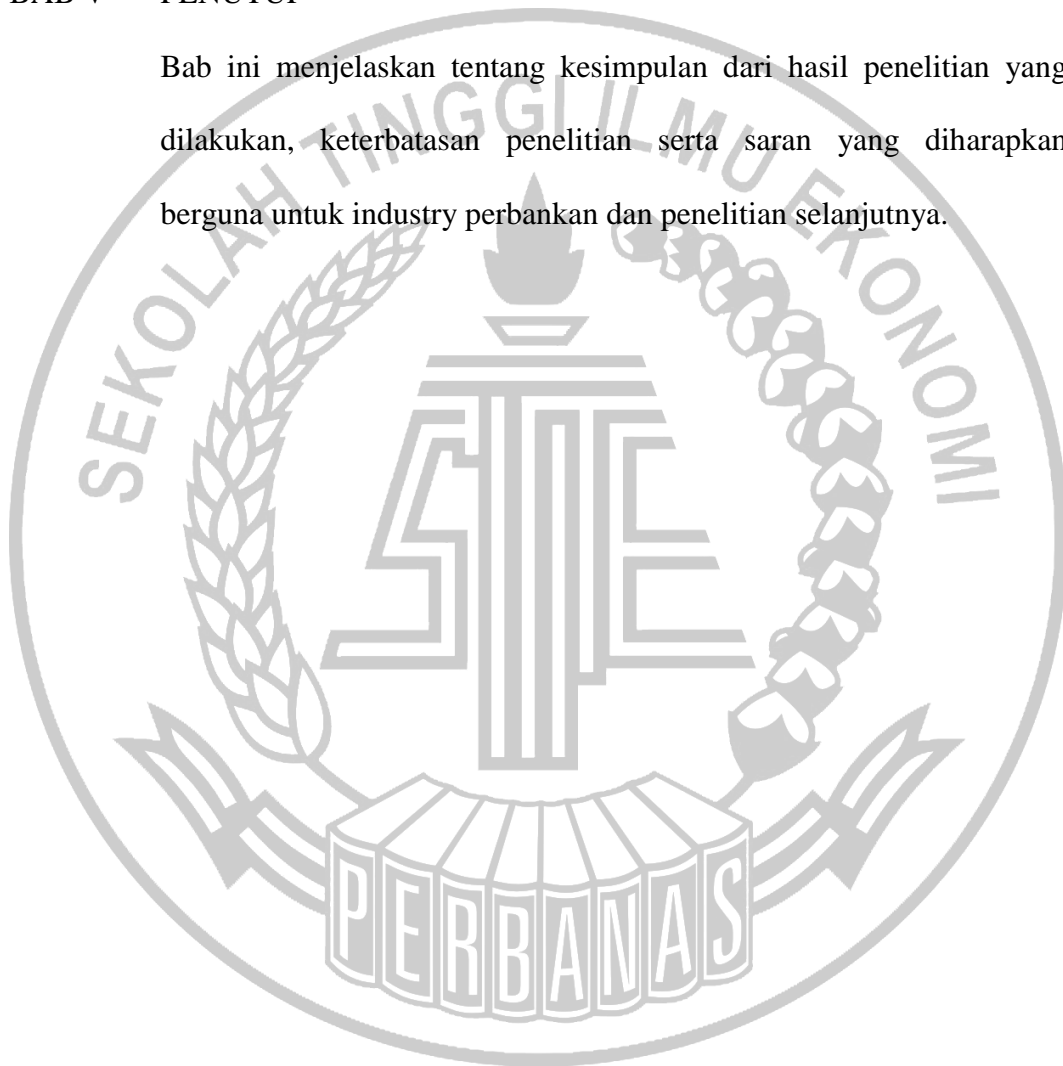 BAB V PENUTUP
Bab ini menjelaskan tentang kesimpulan dari hasil penelitian yang
dilakukan, keterbatasan penelitian serta saran yang diharapkan
berguna untuk industry perbankan dan penelitian selanjutnya.
SEKOLAH TINGGI ILMU EKONOMI
STIE
PERBANAS